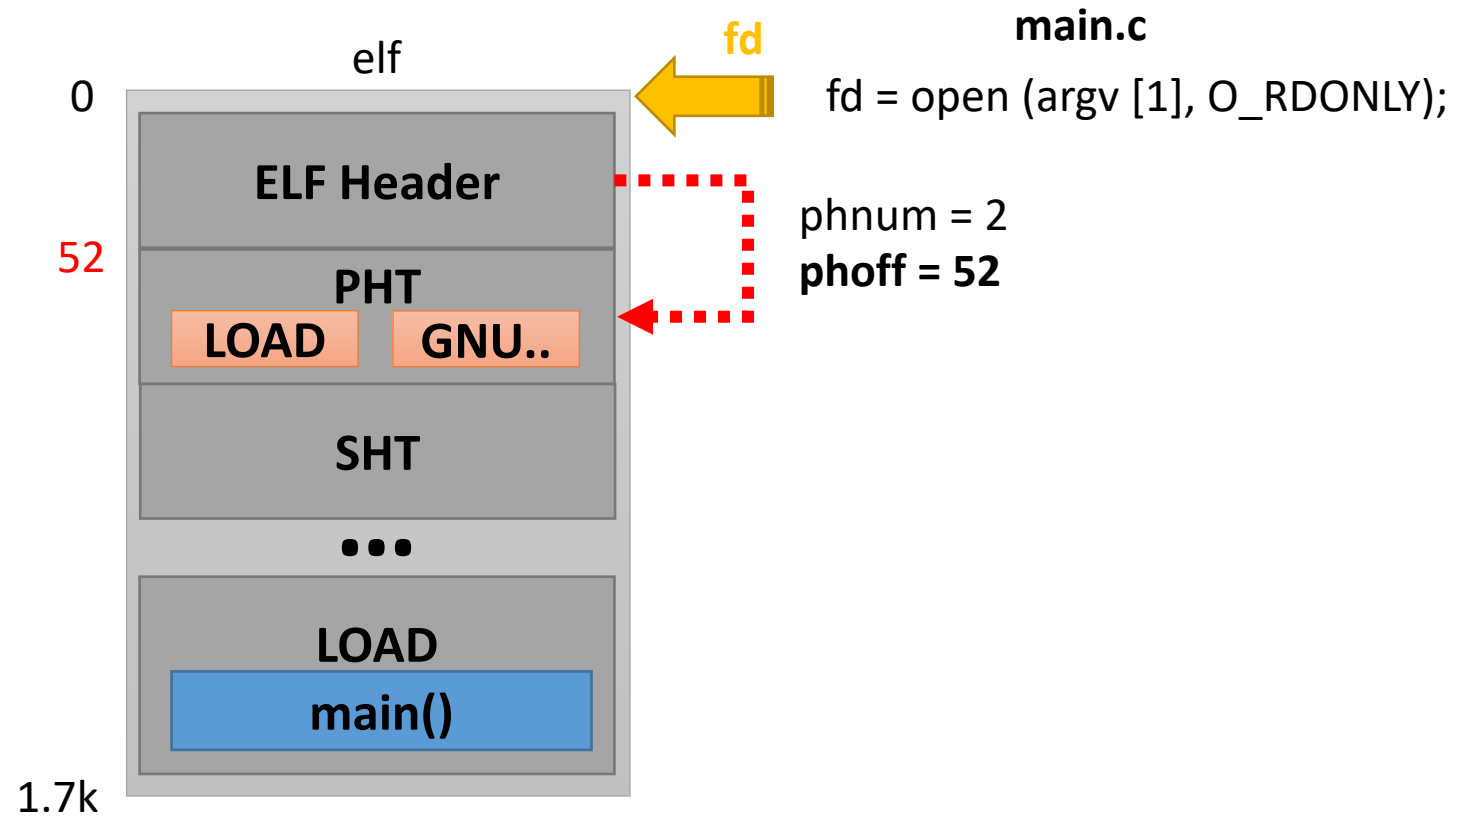 main.c
fd
elf
0
fd = open (argv [1], O_RDONLY);
ELF Header
phnum = 2
52
phoff = 52
PHT
LOAD
GNU..
SHT
...
LOAD
main()
1.7k